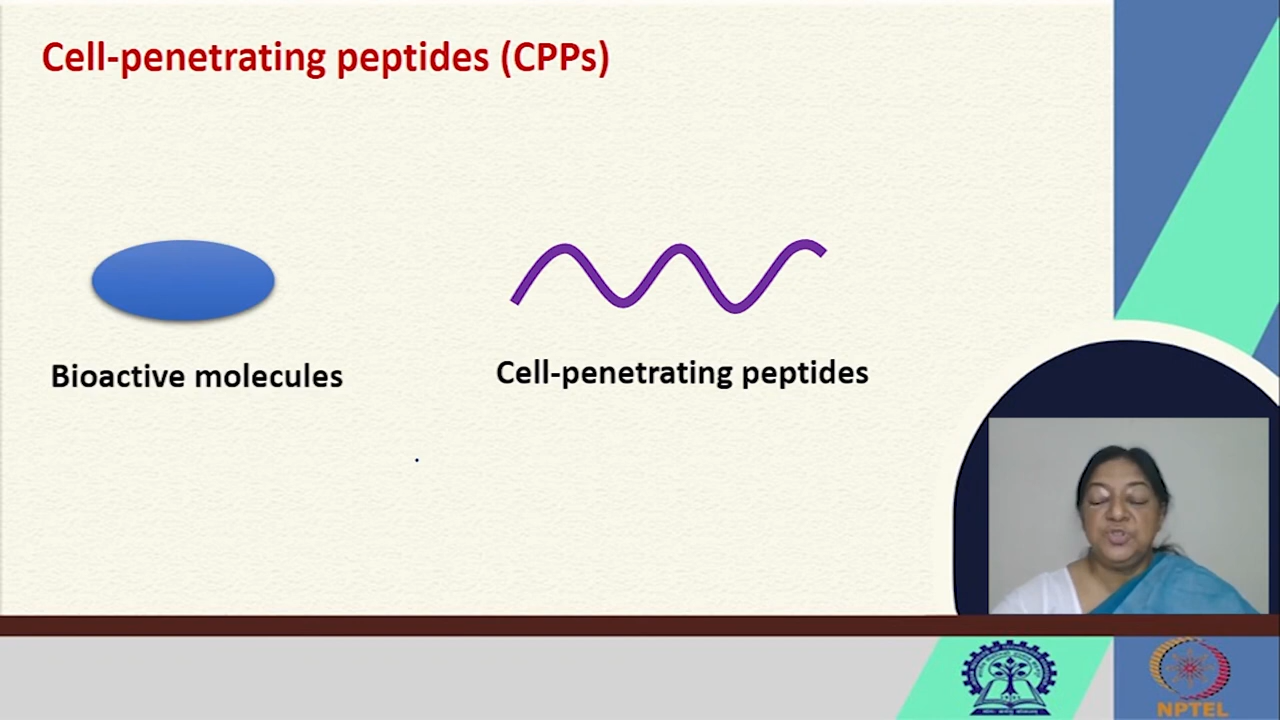 Cell-penetrating peptides (CPPs)
Bioactive molecules
Cell-penetrating peptides
NPTEL